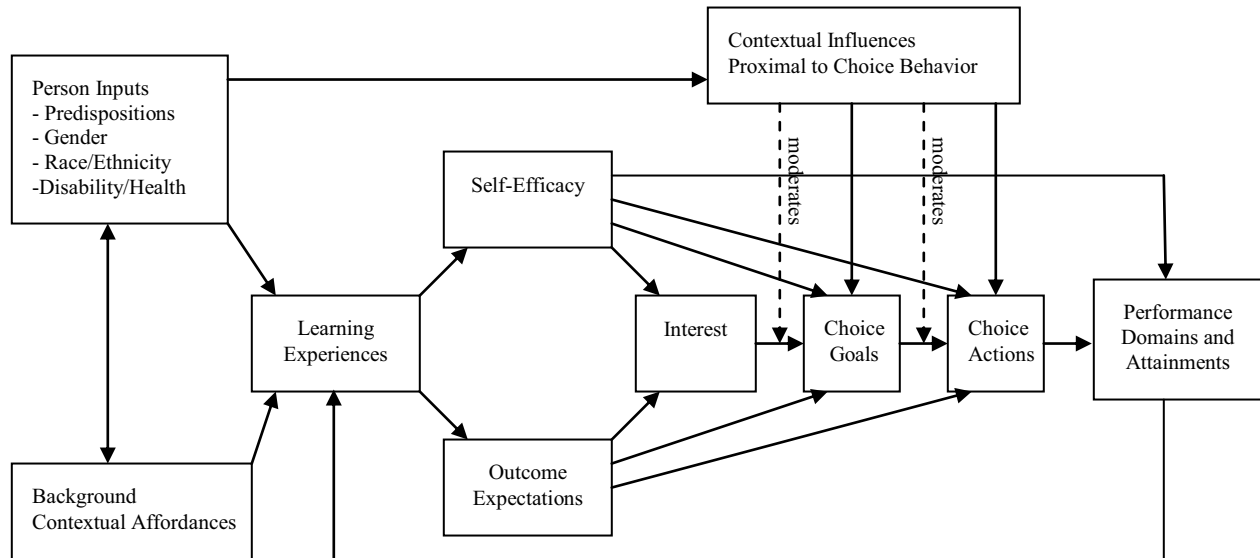 Contextual Influences
Proximal to Choice Behavior
Person Inputs
- Predispositions
- Gender
- Race/Ethnicity
-Disability/Health
moderates
moderates
Self-Efficacy
Learning
Experiences
Interest
Choice
Goals
Choice
Actions
Performance
Domains and
Attainments
Outcome
Expectations
Background
Contextual Affordances